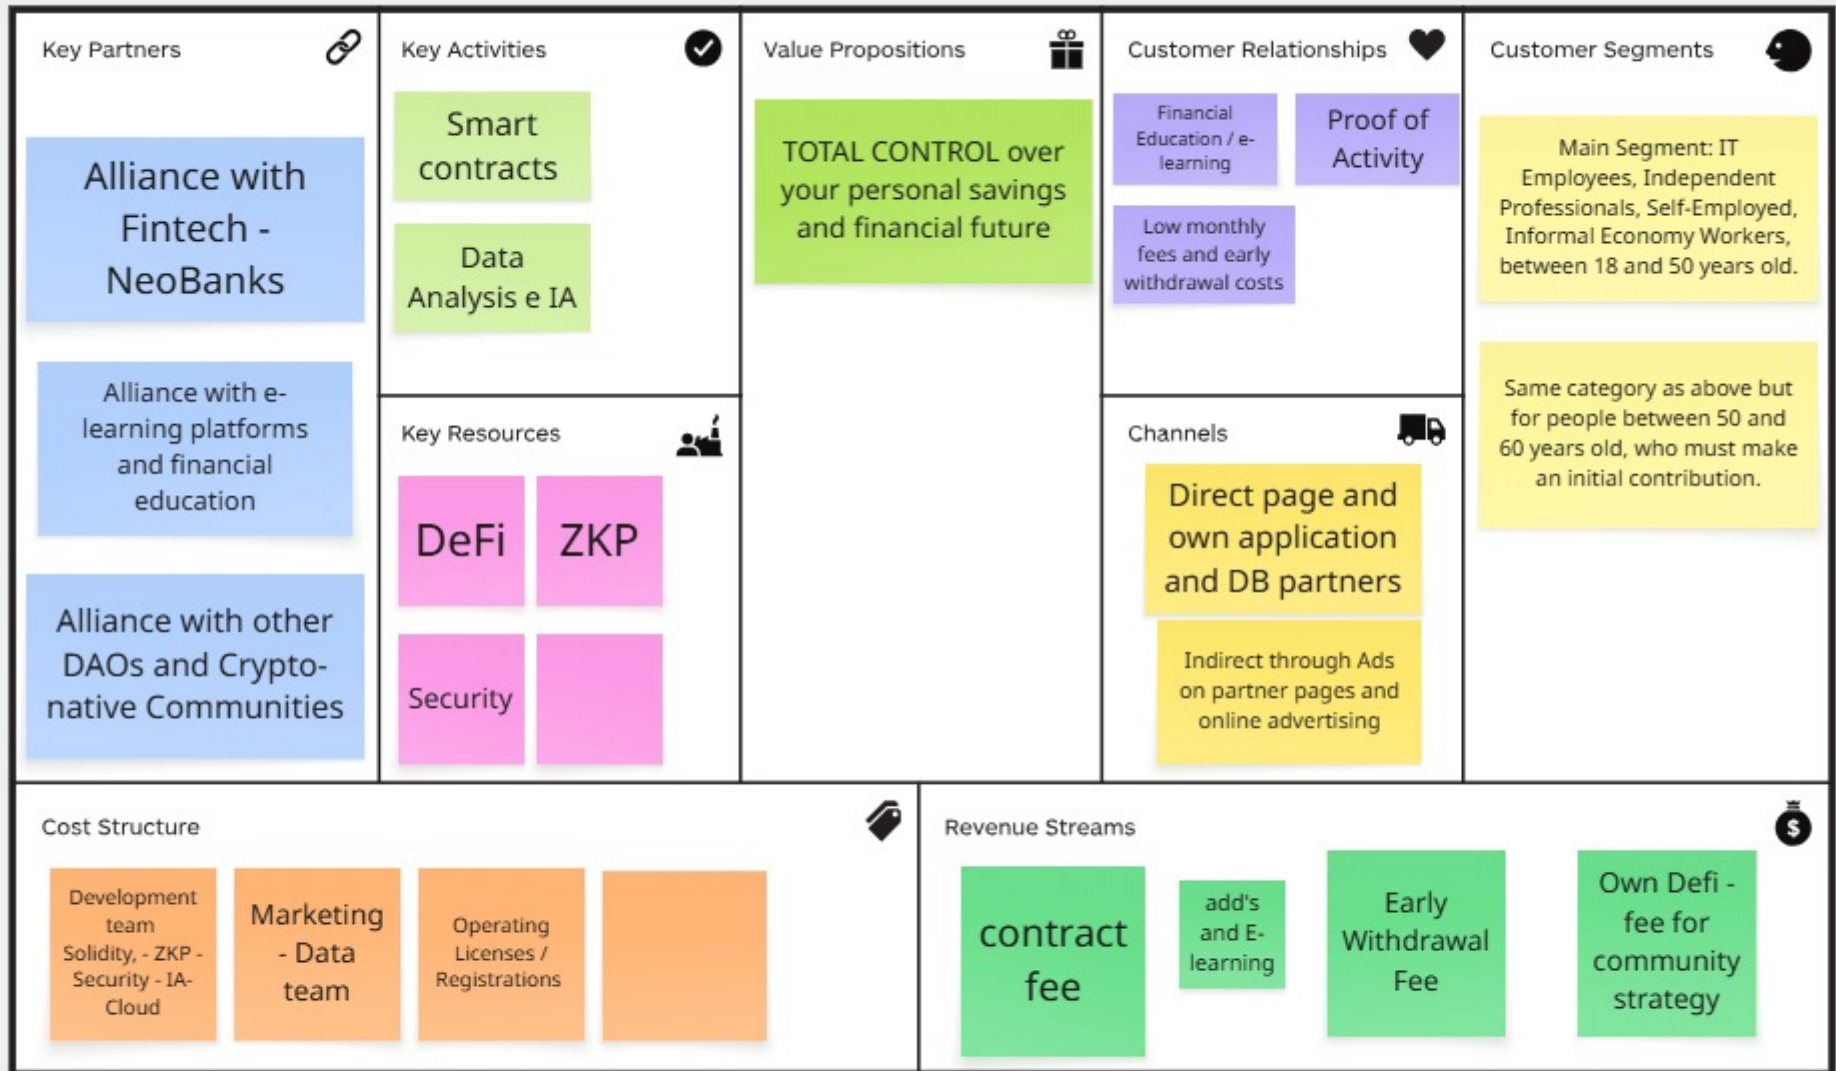 Key Partners
Alliance with
Fintech -
NeoBanks
Alliance with e-
learning platforms
and financial
education
Alliance with other
DAOs and Crypto-
native Communities
Key Activities
Smart
contracts
Data
Analysis e IA
Key Resources
DeFi
ZKP
Security
Value Propositions
TOTAL CONTROL over
your personal savings
and financial future
Customer Relationships
Financial
Education / e-
learning
Proof of
Activity
Low monthly
fees and early
withdrawal costs
Channels
Direct page and
own application
and DB partners
Indirect through Ads
on partner pages and
online advertising
Customer Segments
Main Segment: IT
Employees, Independent
Professionals, Self-Employed,
Informal Economy Workers,
between 18 and 50 years old.
Same category as above but
for people between 50 and
60 years old, who must make
an initial contribution.
Cost Structure
Development
team
Solidity, - ZKP -
Security - IA-
Cloud
Marketing
- Data
team
Operating
Licenses /
Registrations
Revenue Streams
$
contract
fee
add's
and E-
learning
Early
Withdrawal
Fee
Own Defi -
fee for
community
strategy